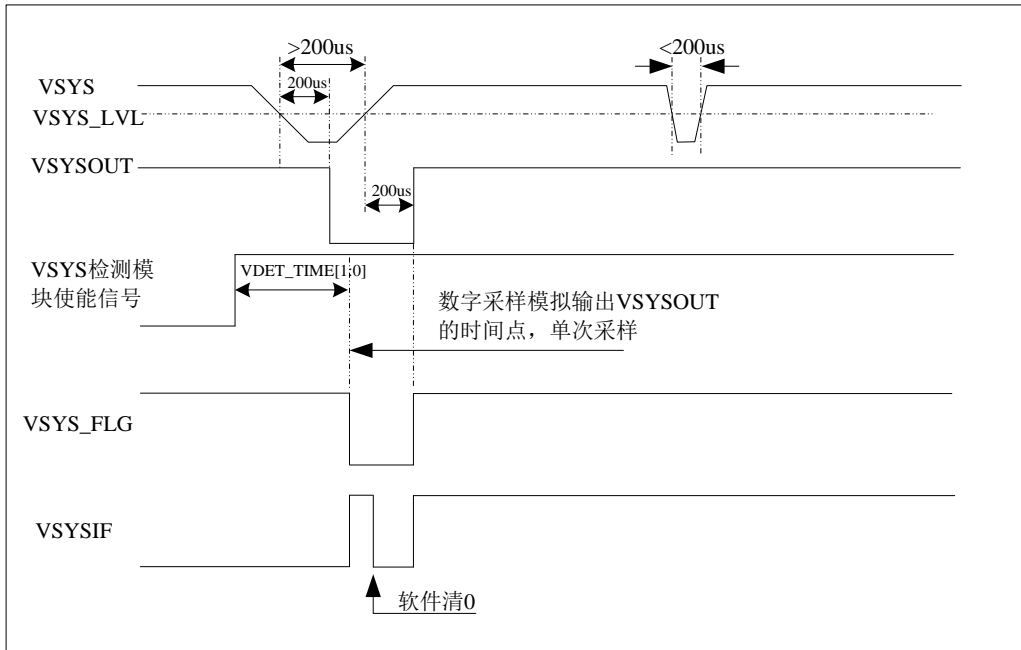 >200us
<200us
200us
VSYS
VSYS_LVL
VSYSOUT
200us
VSYS检测模
块使能信号
VDET_TIME[1:0]
数字采样模拟输出VSYSOUT
的时间点，单次采样
VSYS_FLG
VSYSIF
软件清0